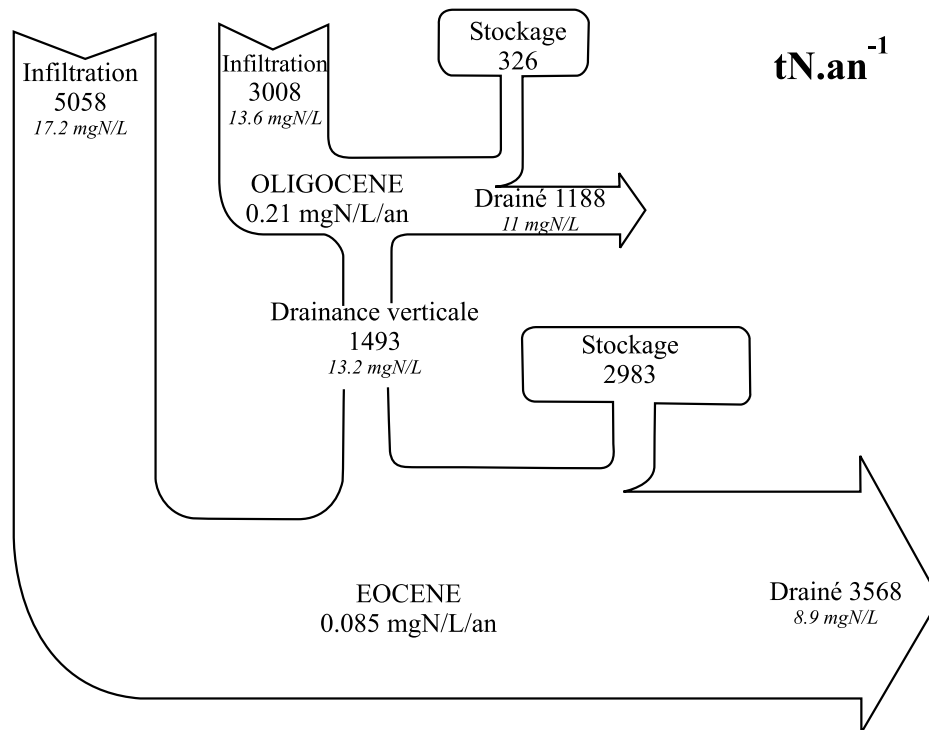 Infiltration
5058
17.2 mgN/L
Infiltration
3008
13.6 mgN/L
Stockage
326
tN.an⁻¹
OLIGOCENE
0.21 mgN/L/an
Drainé 1188
11 mgN/L
Drainance verticale
1493
13.2 mgN/L
Stockage
2983
EOCENE
0.085 mgN/L/an
Drainé 3568
8.9 mgN/L